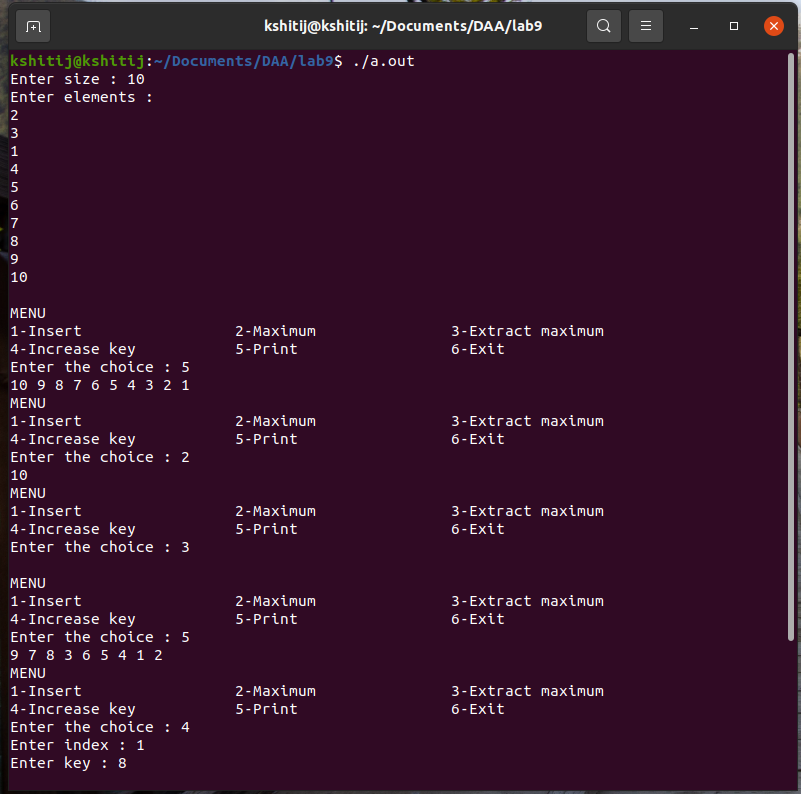 kshitij@kshitij: ~/Documents/DAA/lab9
kshitij@kshitij:~/Documents/DAA/lab9$ ./a.out
Enter size : 10
Enter elements :
2
3
1
4
5
6
7
8
9
10
MENU
1-Insert 2-Maximum 3-Extract maximum
4-Increase key 5-Print 6-Exit
Enter the choice : 5
10 9 8 7 6 5 4 3 2 1
MENU
1-Insert 2-Maximum 3-Extract maximum
4-Increase key 5-Print 6-Exit
Enter the choice : 2
10
MENU
1-Insert 2-Maximum 3-Extract maximum
4-Increase key 5-Print 6-Exit
Enter the choice : 3
MENU
1-Insert 2-Maximum 3-Extract maximum
4-Increase key 5-Print 6-Exit
Enter the choice : 5
9 7 8 3 6 5 4 1 2
MENU
1-Insert 2-Maximum 3-Extract maximum
4-Increase key 5-Print 6-Exit
Enter the choice : 4
Enter index : 1
Enter key : 8